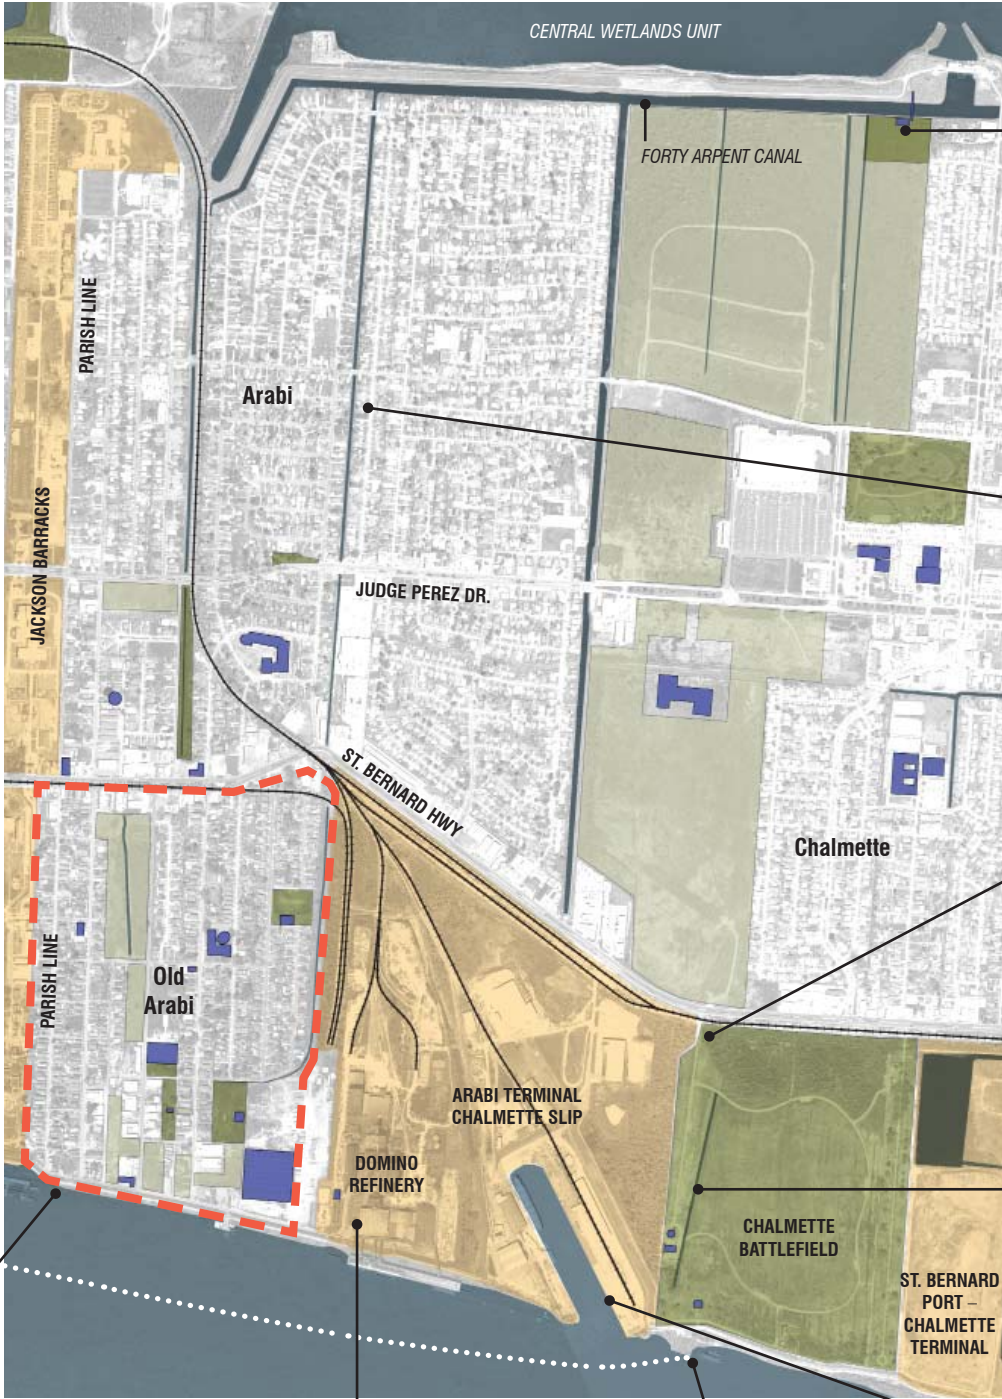 CENTRAL WETLANDS UNIT
FORTY ARPENT CANAL
PARISH LINE
Arabi
JACKSON BARRACKS
JUDGE PEREZ DR.
ST. BERNARD HWY
Chalmette
PARISH LINE
Old
Arabi
ARABI TERMINAL
CHALMETTE SLIP
DOMINO
REFINERY
CHALMETTE
BATTLEFIELD
ST. BERNARD
PORT –
CHALMETTE
TERMINAL